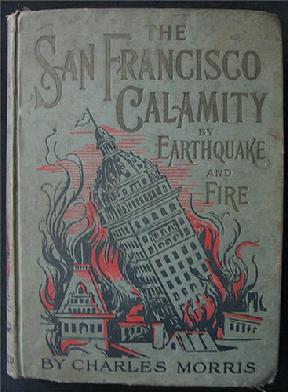 THE
SAN FRANCISCO
CALAMITY
BY
EARTHQUAKE
AND
FIRE
BY CHARLES MORRIS